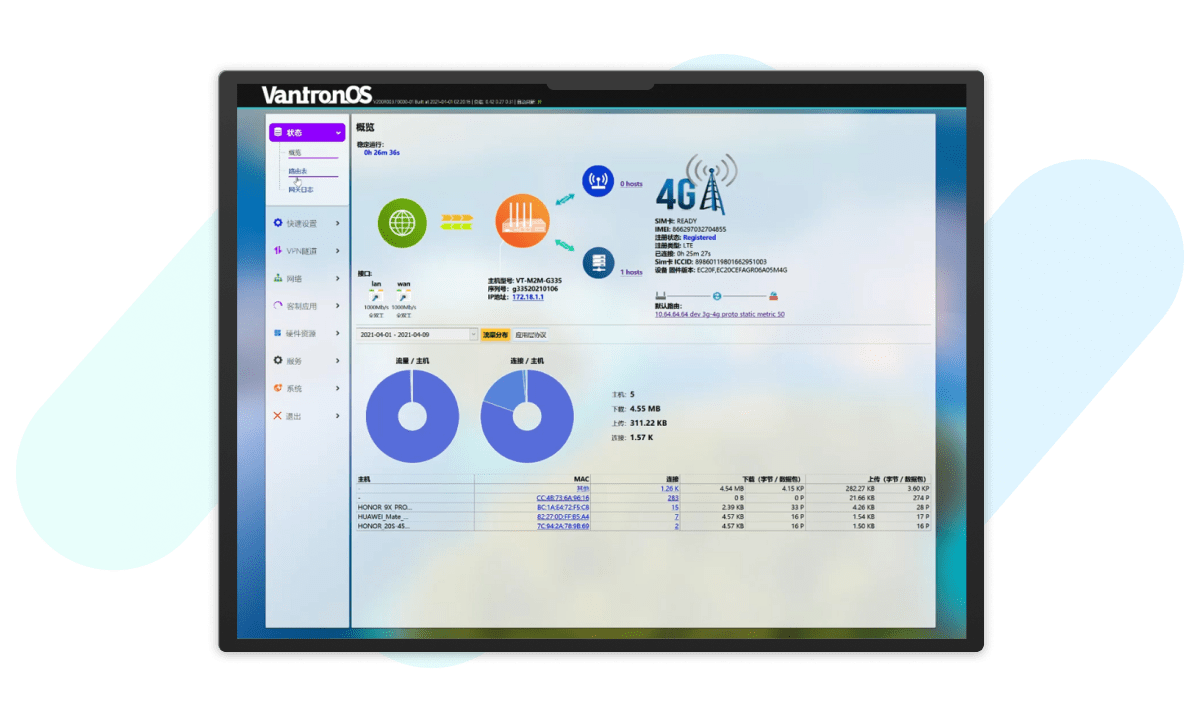 VantronOS
状态
概览
路由表
网关日志
快速设置
VPN隧道
网络
客制应用
硬件资源
服务
系统
退出
概览
稳定运行:
0h 26m 36s
0 hosts
1 hosts
4G
SIM卡: READY
IMEI: 866297032704855
注册状态: Registered
注册类型: LTE
已连接: 0h 25m 27s
Sim卡 ICCID: 89860119801662951003
设备 固件版本: EC20F,EC20CEFAGR06A05M4G
接口:
lan wan
1000Mb/s 1000Mb/s
全双工 全双工
主机型号: VT-M2M-G335
序列号: g33520210106
IP地址: 172.18.1.1
默认路由:
10.64.64.64 dev 3g-4g proto static metric 50
2021-04-01 - 2021-04-09 流量分布 应用层协议
流量 / 主机 连接 / 主机
主机: 5
下载: 4.55 MB
上传: 311.22 KB
连接: 1.57 K
主机 MAC 连接 下载 (字节 / 数据包) 上传 (字节 / 数据包)
- 其他 1.26 K 4.54 MB 4.15 KP 282.27 KB 3.60 KP
- CC:4B:73:6A:96:16 283 0 B 0 P 21.66 KB 274 P
HONOR_9X_PRO... BC:1A:E4:72:F5:C8 15 2.39 KB 33 P 4.26 KB 28 P
HUAWEI_Mate_... 82:27:0D:FF:B5:A4 7 4.57 KB 16 P 1.54 KB 17 P
HONOR_20S-45... 7C:94:2A:78:9B:69 2 4.57 KB 16 P 1.50 KB 16 P